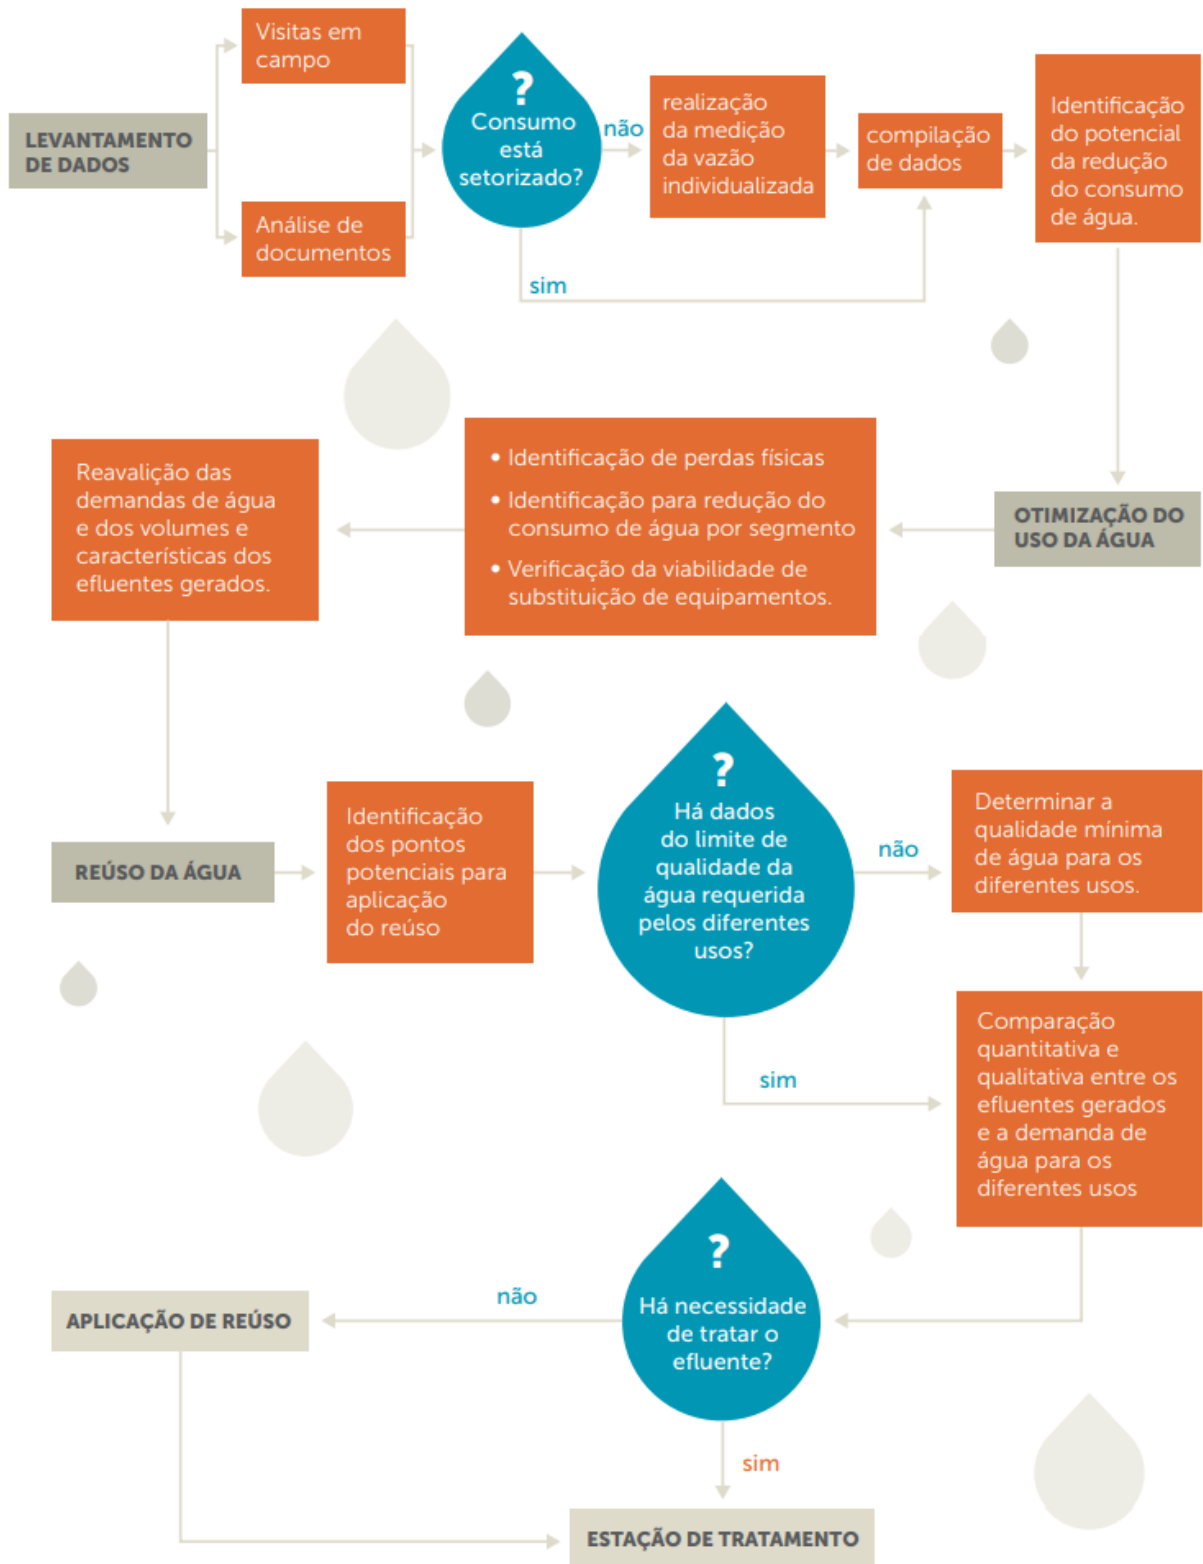 Visitas em
campo
LEVANTAMENTO
DE DADOS
Análise de
documentos
?
Consumo
está
setorizado?
não
sim
realização
da medição
da vazão
individualizada
compilação
de dados
Identificação
do potencial
da redução
do consumo
de água.
OTIMIZAÇÃO DO
USO DA ÁGUA
• Identificação de perdas físicas
• Identificação para redução do
consumo de água por segmento
• Verificação da viabilidade de
substituição de equipamentos.
Reavalição das
demandas de água
e dos volumes e
características dos
efluentes gerados.
REÚSO DA ÁGUA
Identificação
dos pontos
potenciais para
aplicação
do reúso
?
Há dados
do limite de
qualidade da
água requerida
pelos diferentes
usos?
não
sim
Determinar a
qualidade mínima
de água para os
diferentes usos.
Comparação
quantitativa e
qualitativa entre os
efluentes gerados
e a demanda de
água para os
diferentes usos
?
Há necessidade
de tratar o
efluente?
não
APLICAÇÃO DE REÚSO
sim
ESTAÇÃO DE TRATAMENTO